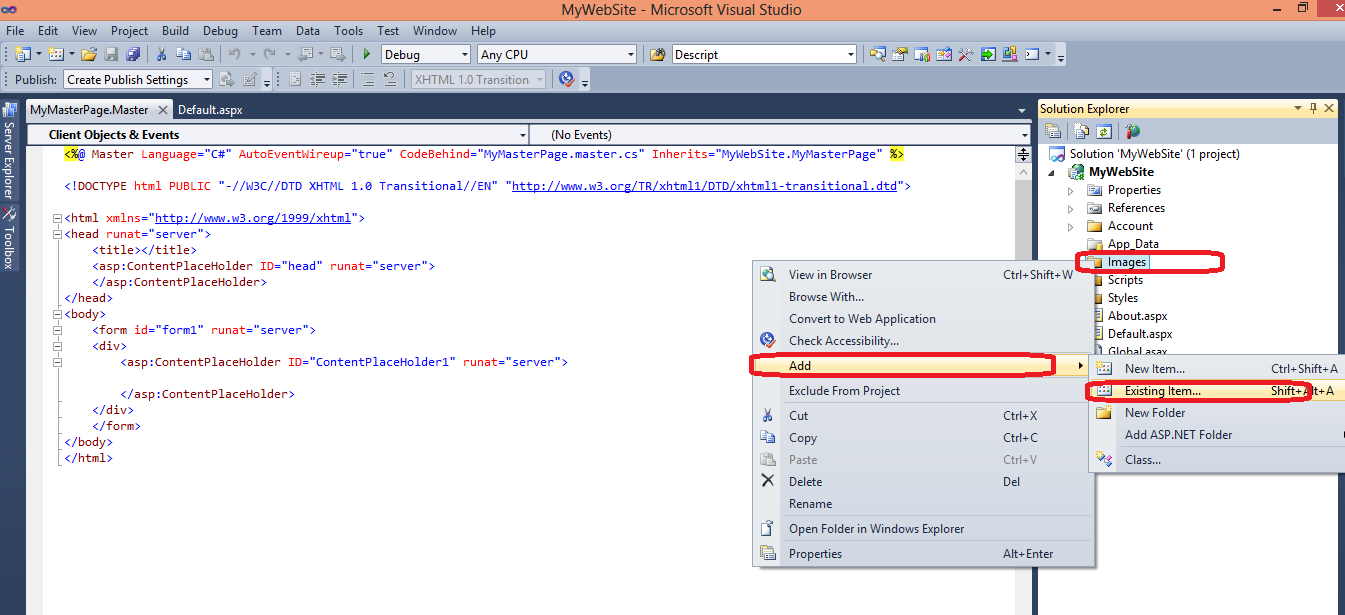 MyWebSite - Microsoft Visual Studio
File Edit View Project Build Debug Team Data Tools Test Window Help
Debug Any CPU Descript
Publish: Create Publish Settings XHTML 1.0 Transition
MyMasterPage.Master Default.aspx
Client Objects & Events (No Events)
<%@ Master Language="C#" AutoEventWireup="true" CodeBehind="MyMasterPage.master.cs" Inherits="MyWebSite.MyMasterPage" %>
<!DOCTYPE html PUBLIC "-//W3C//DTD XHTML 1.0 Transitional//EN" "http://www.w3.org/TR/xhtml1/DTD/xhtml1-transitional.dtd">
<html xmlns="http://www.w3.org/1999/xhtml">
<head runat="server">
<title></title>
<asp:ContentPlaceHolder ID="head" runat="server">
</asp:ContentPlaceHolder>
</head>
<body>
<form id="form1" runat="server">
<div>
<asp:ContentPlaceHolder ID="ContentPlaceHolder1" runat="server">
</asp:ContentPlaceHolder>
</div>
</form>
</body>
</html>
Server Explorer
Toolbox
Solution Explorer
Solution 'MyWebSite' (1 project)
MyWebSite
Properties
References
Account
App_Data
Images
Scripts
Styles
About.aspx
Default.aspx
Global.asax
View in Browser Ctrl+Shift+W
Browse With...
Convert to Web Application
Check Accessibility...
Add
Exclude From Project
Cut Ctrl+X
Copy Ctrl+C
Paste Ctrl+V
Delete Del
Rename
Open Folder in Windows Explorer
Properties Alt+Enter
New Item... Ctrl+Shift+A
Existing Item... Shift+Alt+A
New Folder
Add ASP.NET Folder
Class...